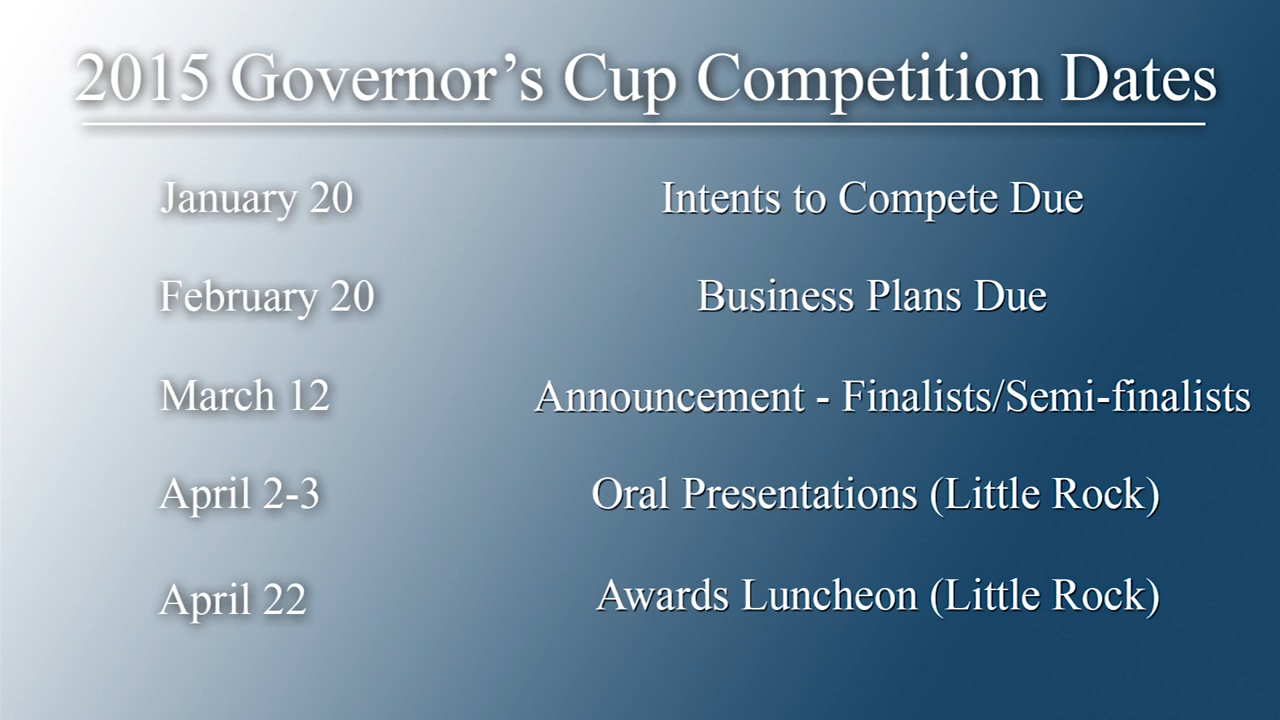 2015 Governor’s Cup Competition Dates
January 20 Intents to Compete Due
February 20 Business Plans Due
March 12 Announcement - Finalists/Semi-finalists
April 2-3 Oral Presentations (Little Rock)
April 22 Awards Luncheon (Little Rock)